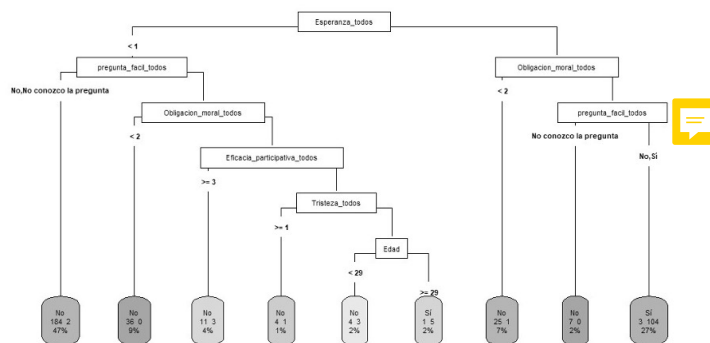 Esperanza_todos
< 1
pregunta_facil_todos
Obligacion_moral_todos
No,No conozco la pregunta
< 2
Obligacion_moral_todos
pregunta_facil_todos
< 2
No conozco la pregunta
Eficacia_participativa_todos
No,Sí
>= 3
Tristeza_todos
>= 1
Edad
< 29
>= 29
No
184 2
47%
No
36 0
9%
No
11 3
4%
No
4 1
1%
No
4 3
2%
Sí
1 5
2%
No
25 1
7%
No
7 0
2%
Sí
3 104
27%